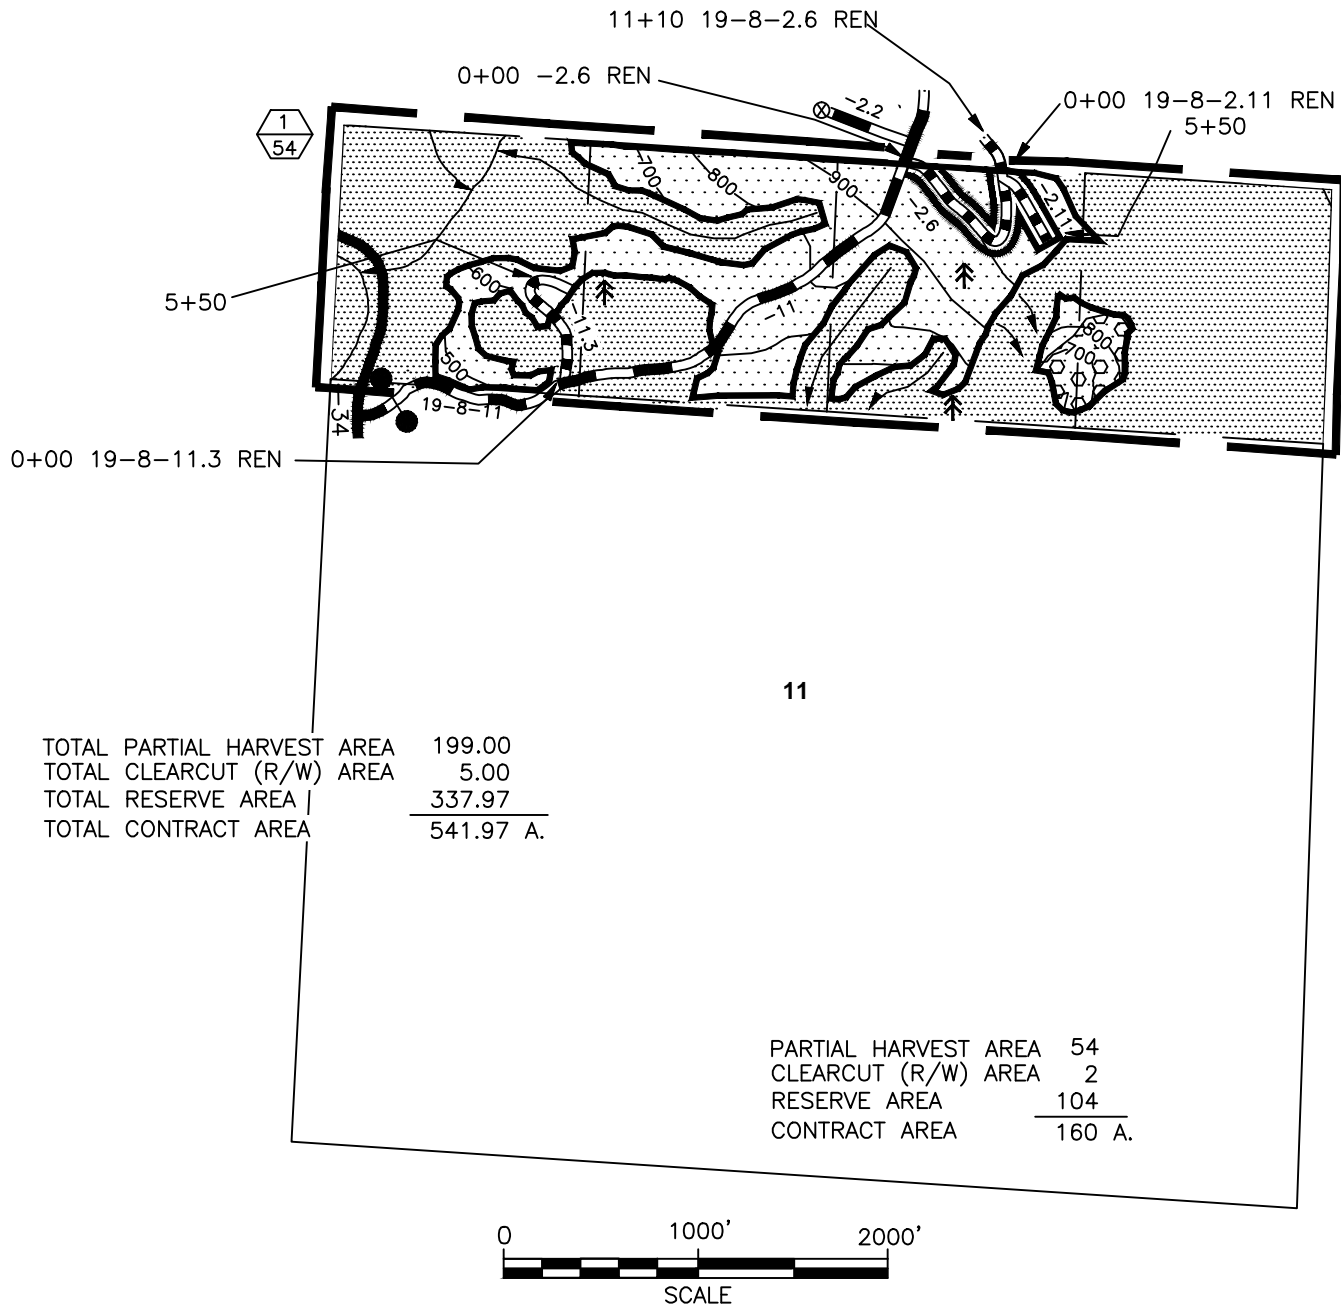 11+10 19-8-2.6 REN
0+00 -2.6 REN
0+00 19-8-2.11 REN
5+50
1
54
-2.2
700
800
900
-2.6
-2.11
600
5+50
-11.3
-11
800
700
500
19-8-11
-34
0+00 19-8-11.3 REN
11
TOTAL PARTIAL HARVEST AREA 199.00
TOTAL CLEARCUT (R/W) AREA 5.00
TOTAL RESERVE AREA 337.97
TOTAL CONTRACT AREA 541.97 A.
PARTIAL HARVEST AREA 54
CLEARCUT (R/W) AREA 2
RESERVE AREA 104
CONTRACT AREA 160 A.
0 1000' 2000'
SCALE